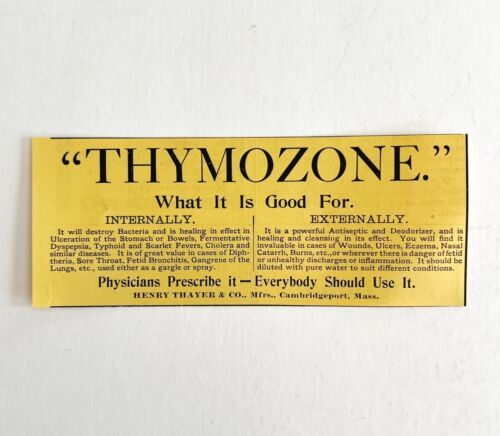 “THYMOZONE.”
What It Is Good For.
INTERNALLY.
It will destroy Bacteria and is healing in effect in
Ulceration of the Stomach or Bowels, Fermentative
Dyspepsia, Typhoid and Scarlet Fevers, Cholera and
similar diseases. It is of great value in cases of Diph-
theria, Sore Throat, Fetid Bronchitis, Gangrene of the
Lungs, etc., used either as a gargle or spray.
EXTERNALLY.
It is a powerful Antiseptic and Deodorizer, and is
healing and cleansing in its effect. You will find it
invaluable in cases of Wounds, Ulcers, Eczema, Nasal
Catarrh, Burns, etc., or wherever there is danger of fetid
or unhealthy discharges or inflammation. It should be
diluted with pure water to suit different conditions.
Physicians Prescribe it — Everybody Should Use It.
HENRY THAYER & CO., Mfrs., Cambridgeport, Mass.